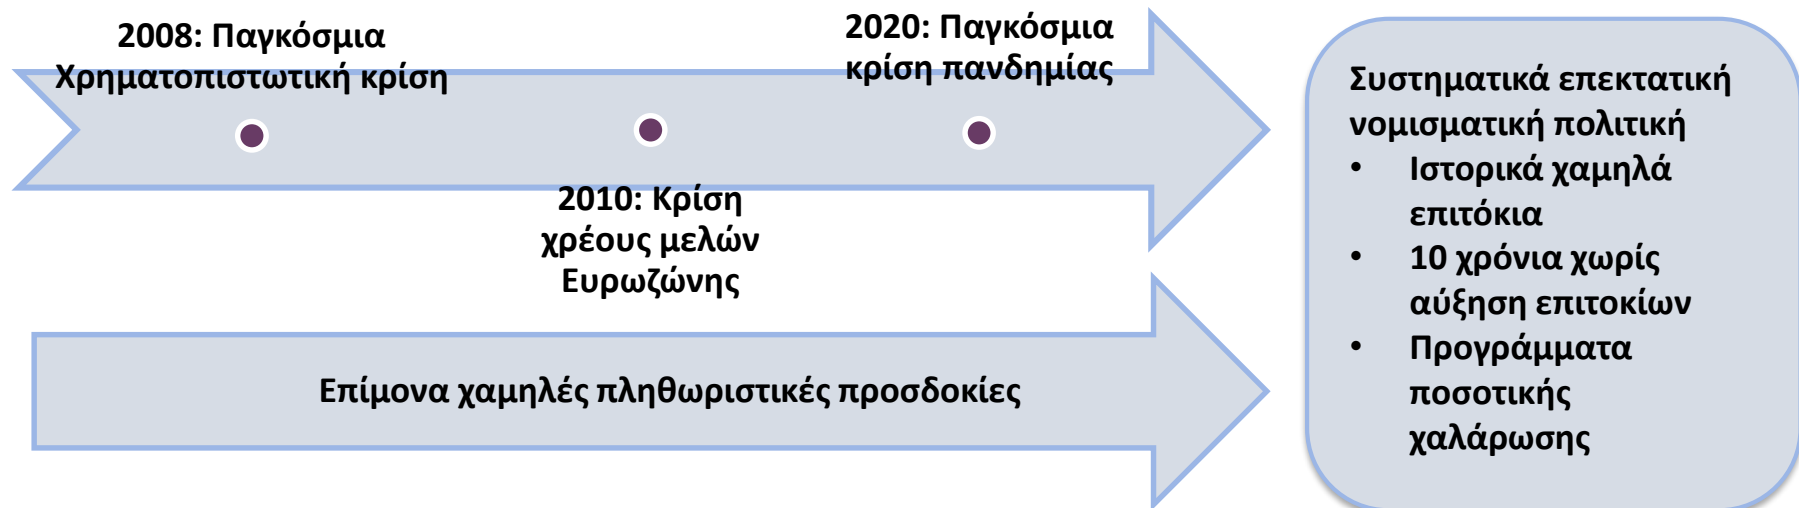 2008: Παγκόσμια
Χρηματοπιστωτική κρίση
2020: Παγκόσμια
κρίση πανδημίας
2010: Κρίση
χρέους μελών
Ευρωζώνης
Επίμονα χαμηλές πληθωριστικές προσδοκίες
Συστηματικά επεκτατική
νομισματική πολιτική
• Ιστορικά χαμηλά
επιτόκια
• 10 χρόνια χωρίς
αύξηση επιτοκίων
• Προγράμματα
ποσοτικής
χαλάρωσης